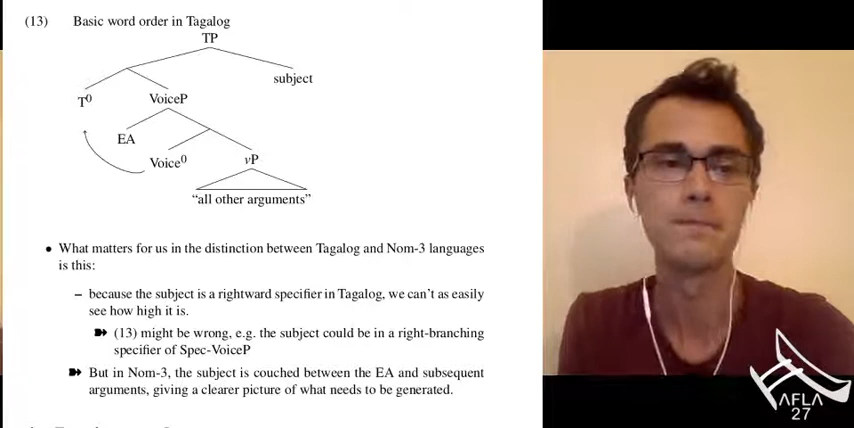 (13) Basic word order in Tagalog
TP
subject
T⁰ VoiceP
EA
Voice⁰ vP
“all other arguments”
• What matters for us in the distinction between Tagalog and Nom-3 languages
is this:
– because the subject is a rightward specifier in Tagalog, we can't as easily
see how high it is.
➽ (13) might be wrong, e.g. the subject could be in a right-branching
specifier of Spec-VoiceP
➽ But in Nom-3, the subject is couched between the EA and subsequent
arguments, giving a clearer picture of what needs to be generated.
AFLA
27